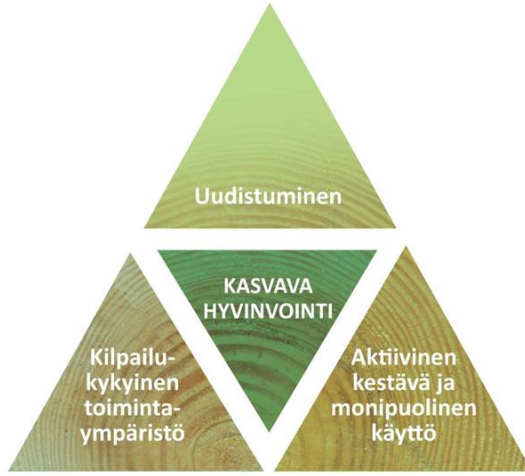 Uudistuminen
KASVAVA
HYVINVOINTI
Kilpailu-
kykyinen
toiminta-
ympäristö
Aktiivinen
kestävä ja
monipuolinen
käyttö